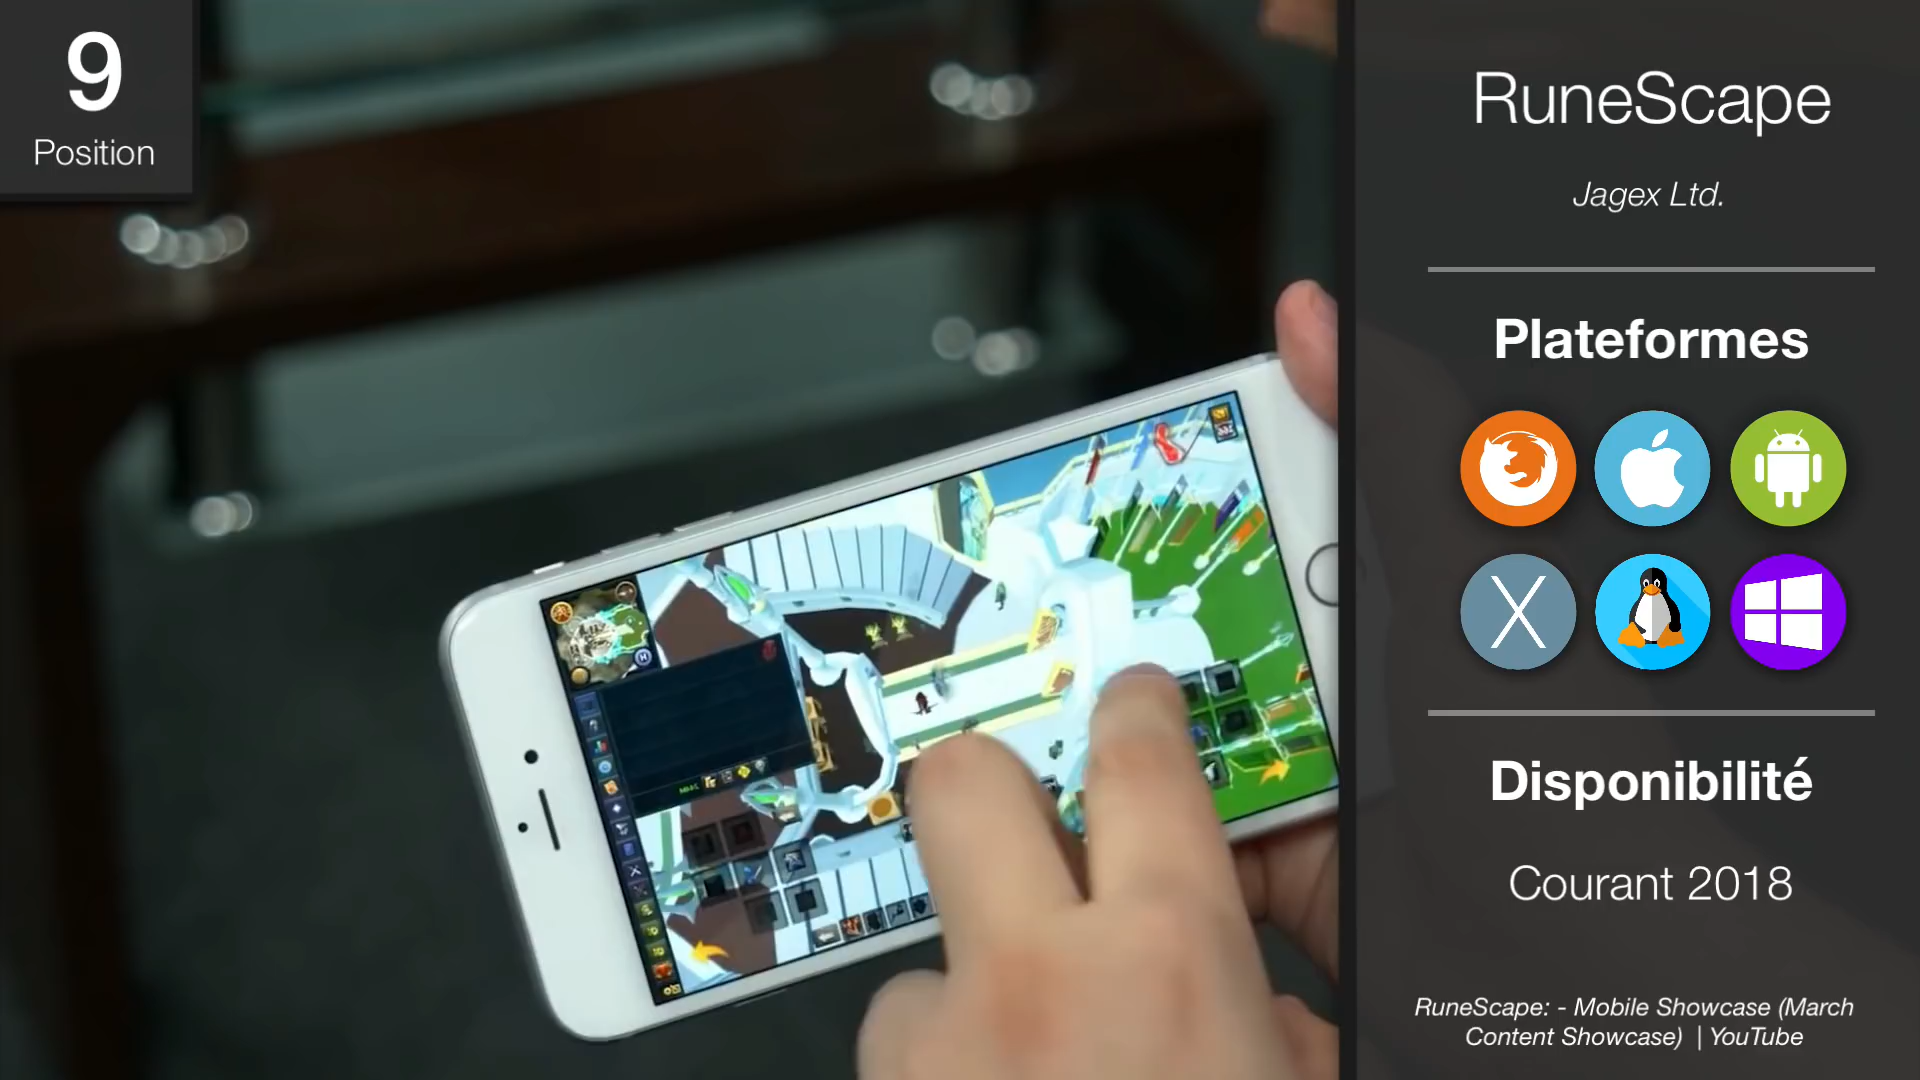 9
Position
RuneScape
Jagex Ltd.
Plateformes
X
Disponibilité
Courant 2018
RuneScape: - Mobile Showcase (March
Content Showcase) | YouTube